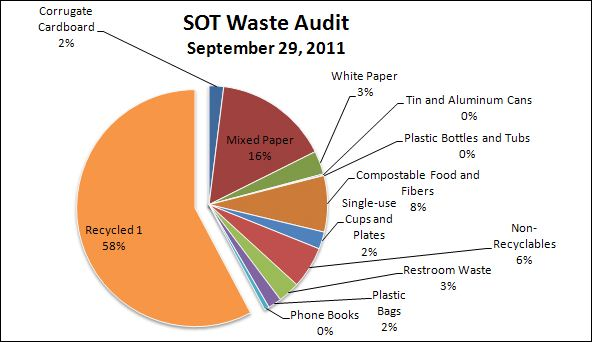 SOT Waste Audit
September 29, 2011
Corrugate
Cardboard
2%
Mixed Paper
16%
White Paper
3%
Tin and Aluminum Cans
0%
Plastic Bottles and Tubs
0%
Compostable Food and
Fibers
8%
Single-use
Cups and
Plates
2%
Non-
Recyclables
6%
Restroom Waste
3%
Plastic
Bags
2%
Phone Books
0%
Recycled 1
58%